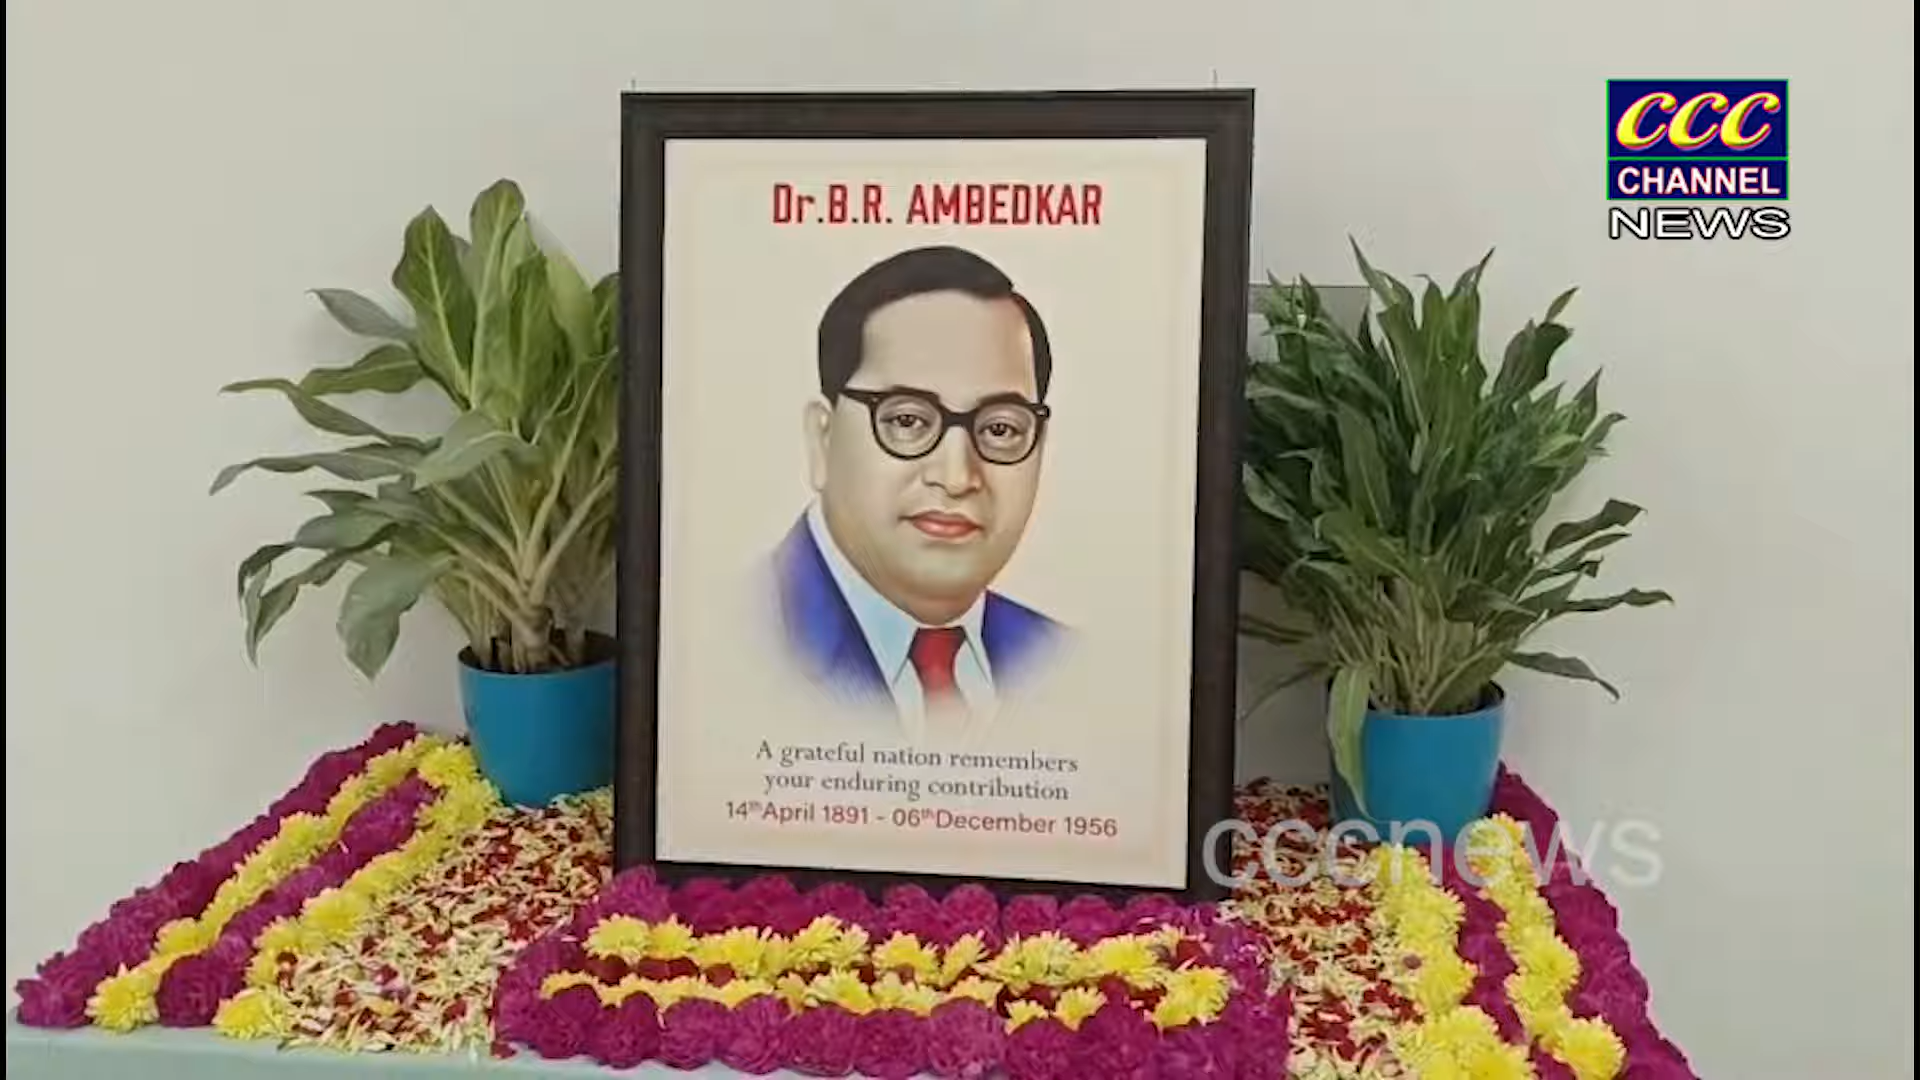 Dr.B.R. AMBEDKAR
A grateful nation remembers
your enduring contribution
14th April 1891 - 06th December 1956
CCC
CHANNEL
NEWS
cccnews